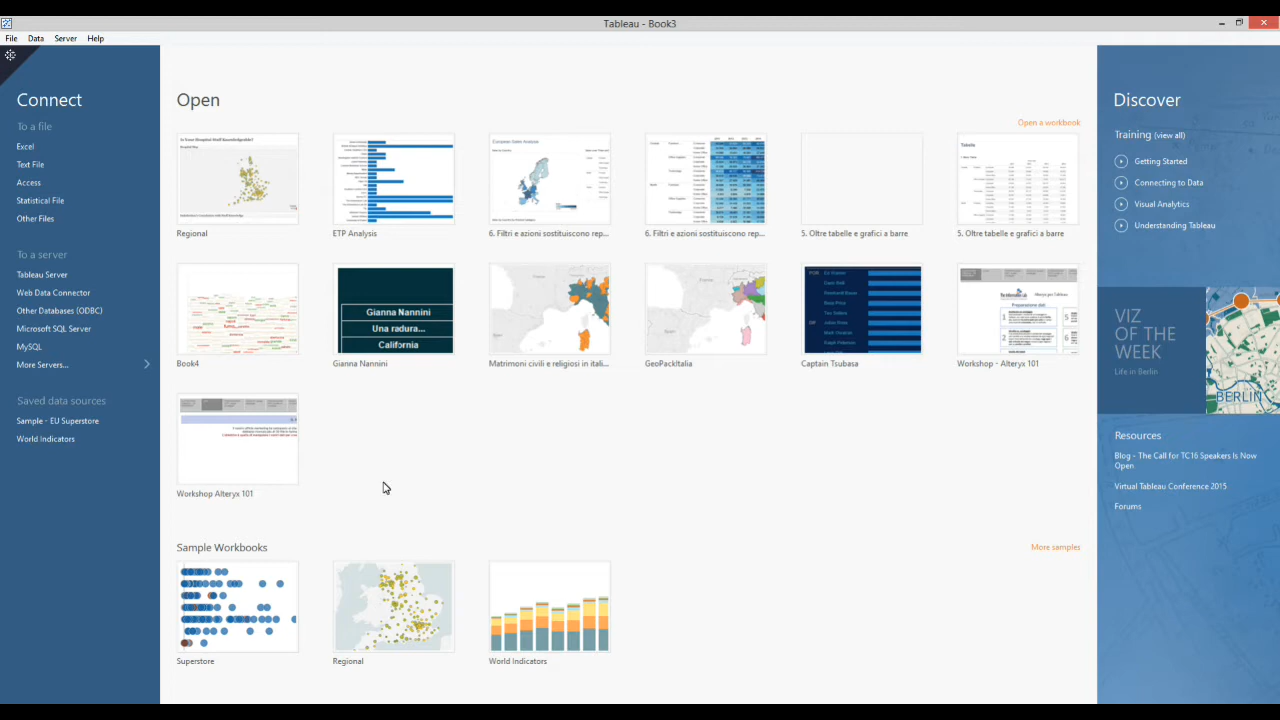 Tableau - Book3
File Data Server Help
Connect
To a file
Excel
Text File
Access
Statistical File
Other Files
To a server
Tableau Server
Web Data Connector
Other Databases (ODBC)
Microsoft SQL Server
MySQL
More Servers...
Saved data sources
Sample - EU Superstore
World Indicators
Open
Open a workbook
Regional
ETP Analysis
European Sales Analysis
6. Filtri e azioni sostituiscono rep...
6. Filtri e azioni sostituiscono rep...
5. Oltre tabelle e grafici a barre
Tabella
5. Oltre tabelle e grafici a barre
Book4
Gianna Nannini
Una radura...
California
Gianna Nannini
Matrimoni civili e religiosi in itali...
GeoPackItalia
Captain Tsubasa
Workshop - Alteryx 101
Workshop Alteryx 101
Sample Workbooks
More samples
Superstore
Regional
World Indicators
Discover
Training (view all)
Getting Started
Connecting to Data
Visual Analytics
Understanding Tableau
VIZ
OF THE
WEEK
Life in Berlin
BERLIN
Resources
Blog - The Call for TC16 Speakers Is Now
Open
Virtual Tableau Conference 2015
Forums